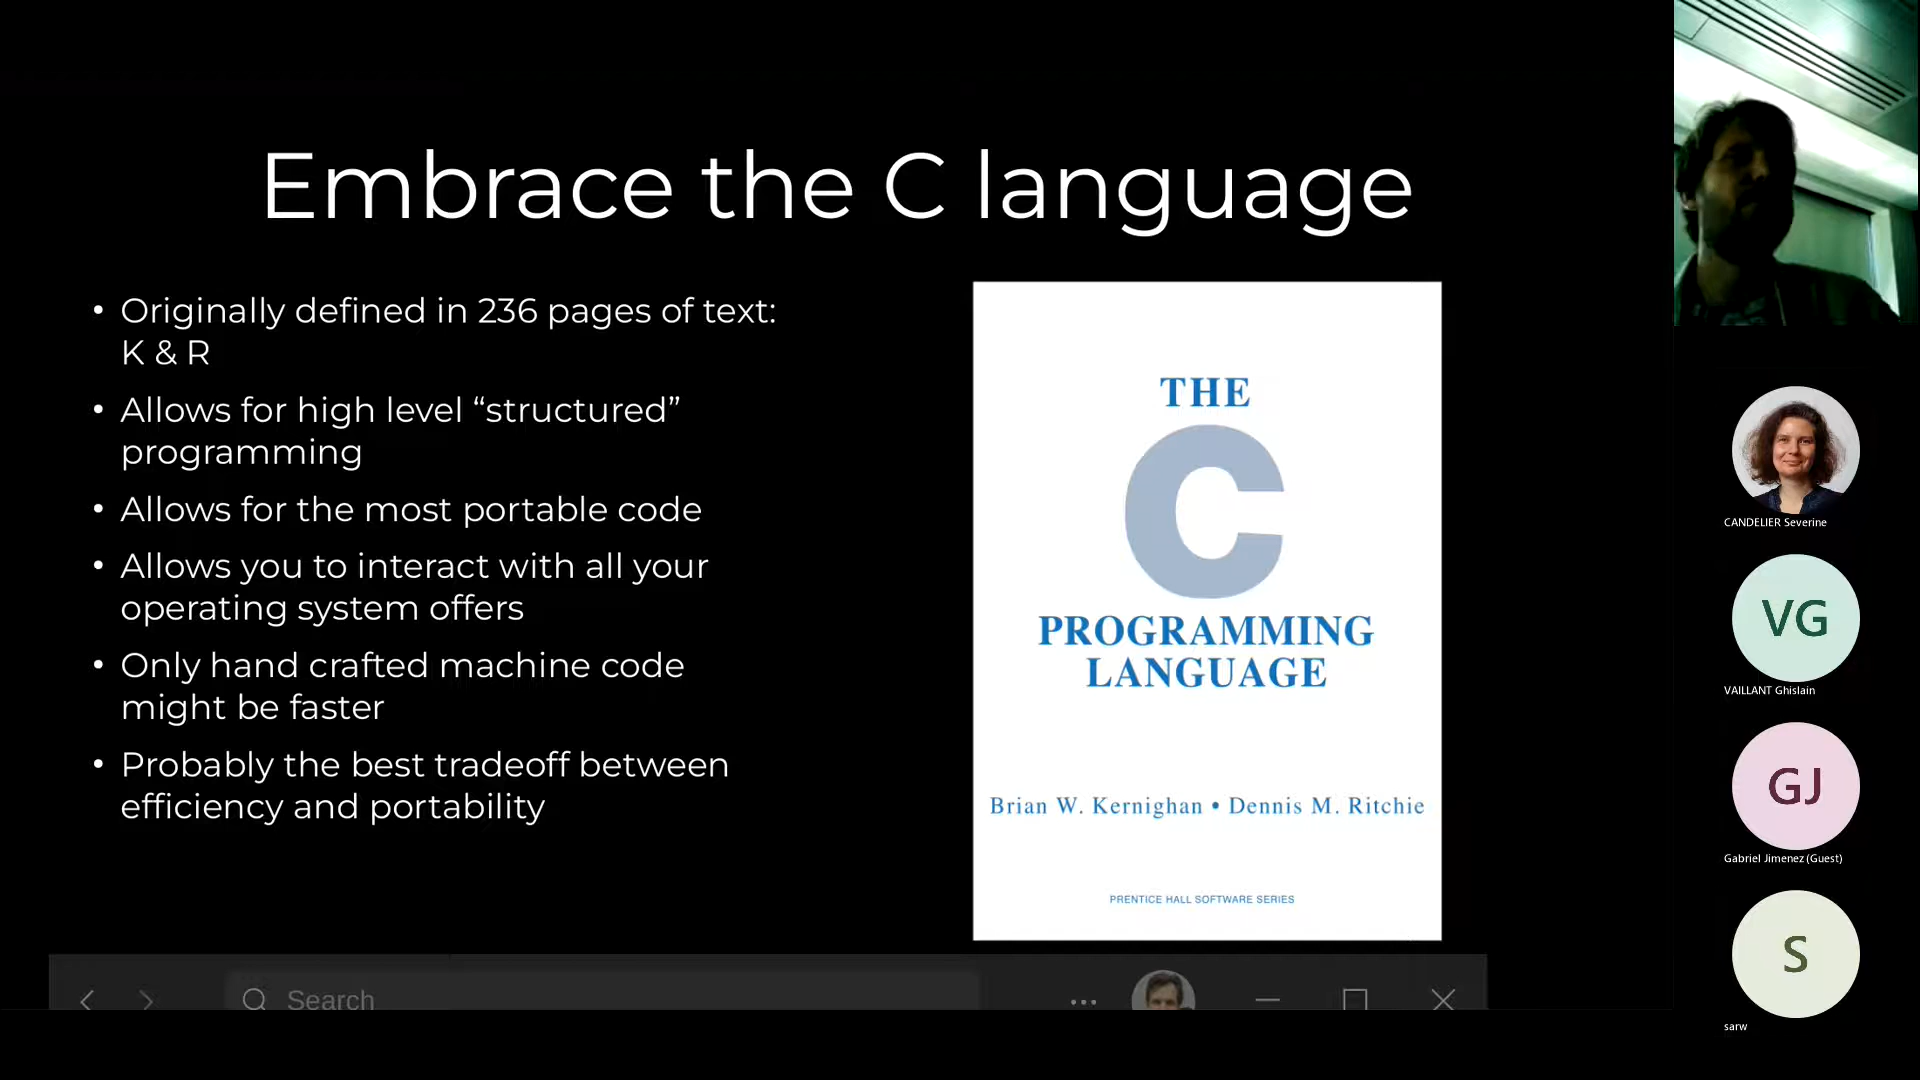 Embrace the C language
• Originally defined in 236 pages of text:
K & R
• Allows for high level “structured”
programming
• Allows for the most portable code
• Allows you to interact with all your
operating system offers
• Only hand crafted machine code
might be faster
• Probably the best tradeoff between
efficiency and portability
THE
C
PROGRAMMING
LANGUAGE
Brian W. Kernighan • Dennis M. Ritchie
PRENTICE HALL SOFTWARE SERIES
Search
CANDELIER Severine
VG
VAILLANT Ghislain
GJ
Gabriel Jimenez (Guest)
S
sarw